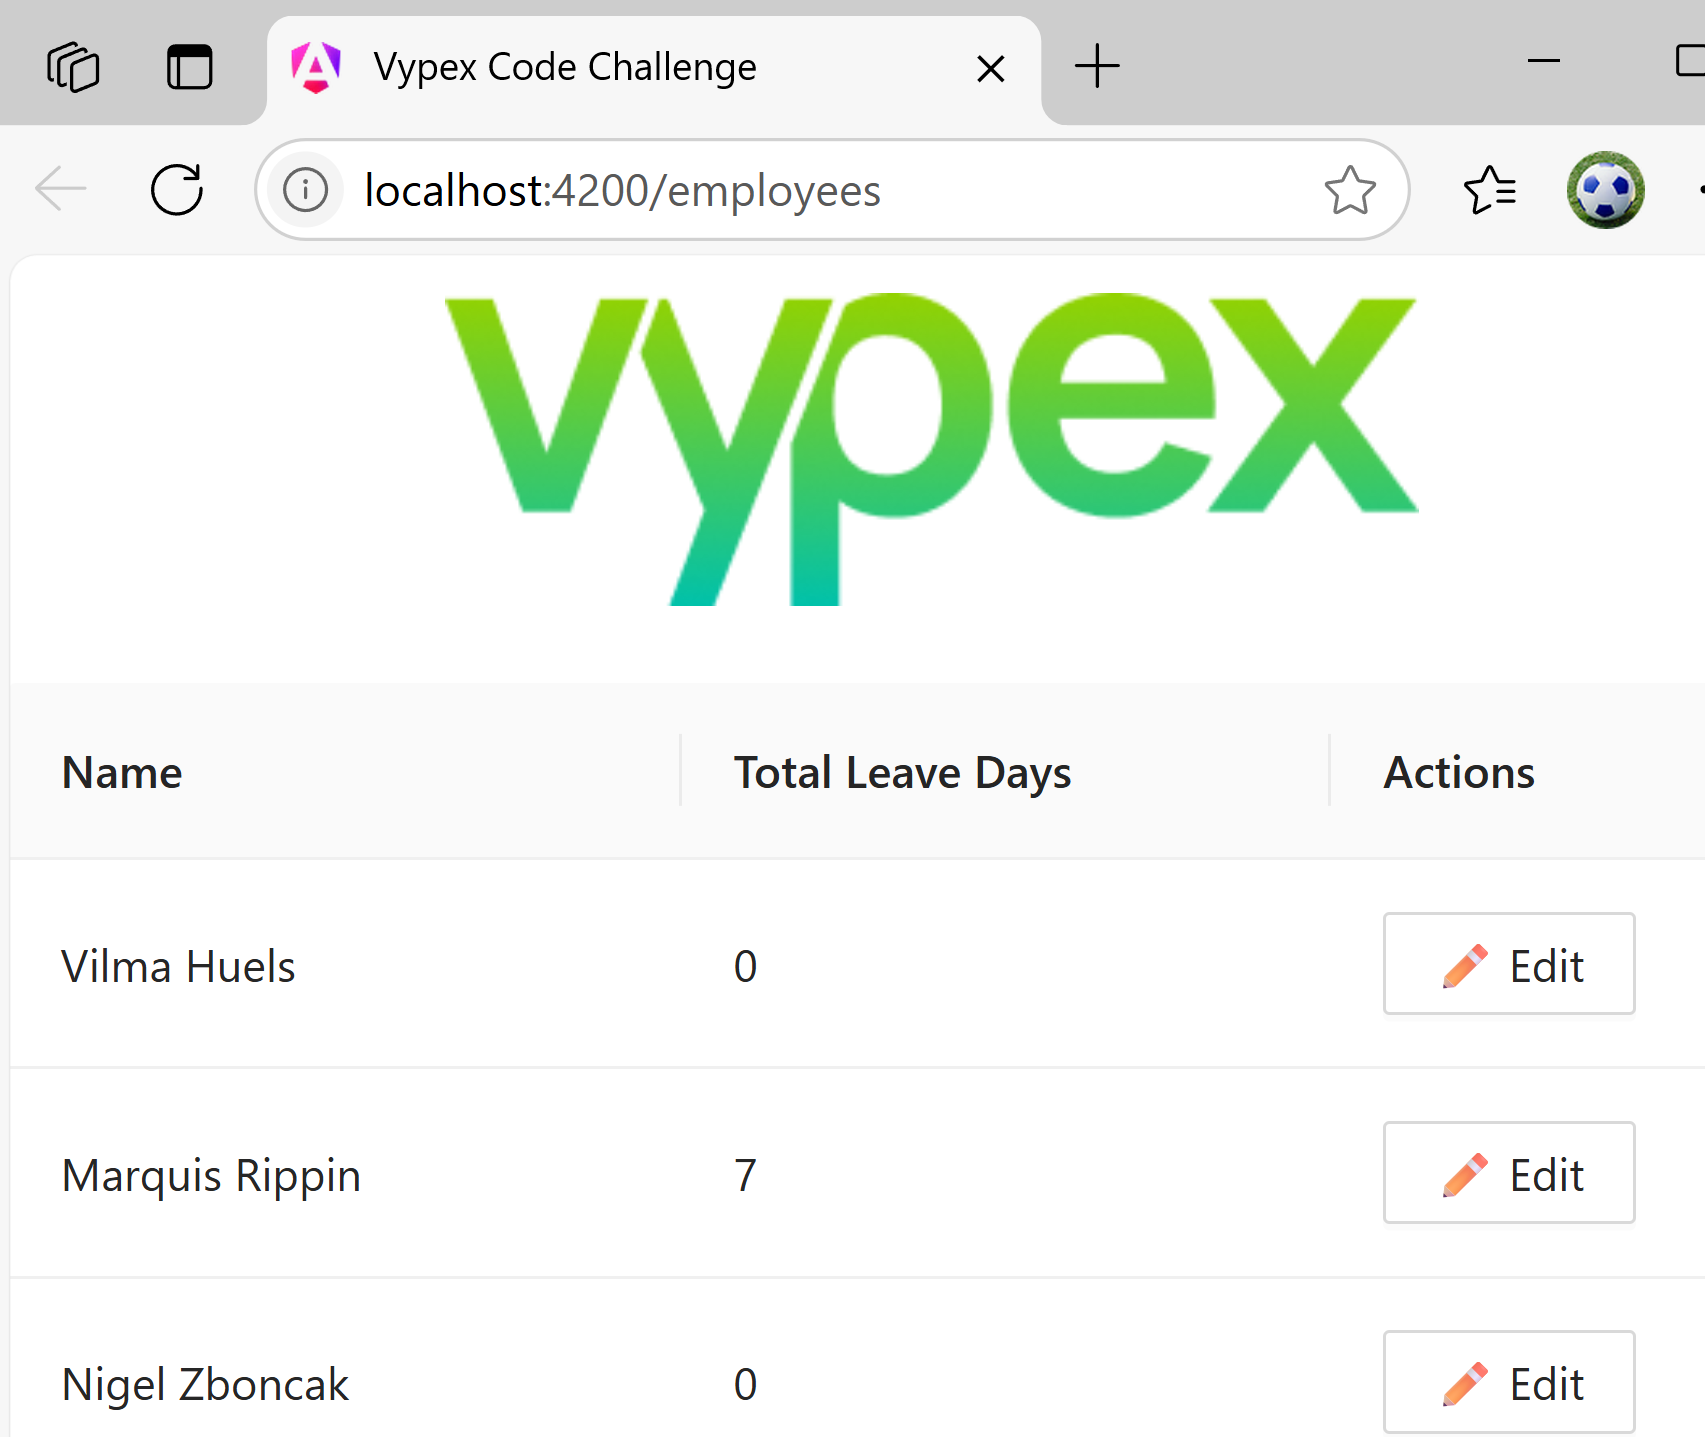 Vypex Code Challenge
localhost:4200/employees
vypex
Name Total Leave Days Actions
Vilma Huels 0 Edit
Marquis Rippin 7 Edit
Nigel Zboncak 0 Edit